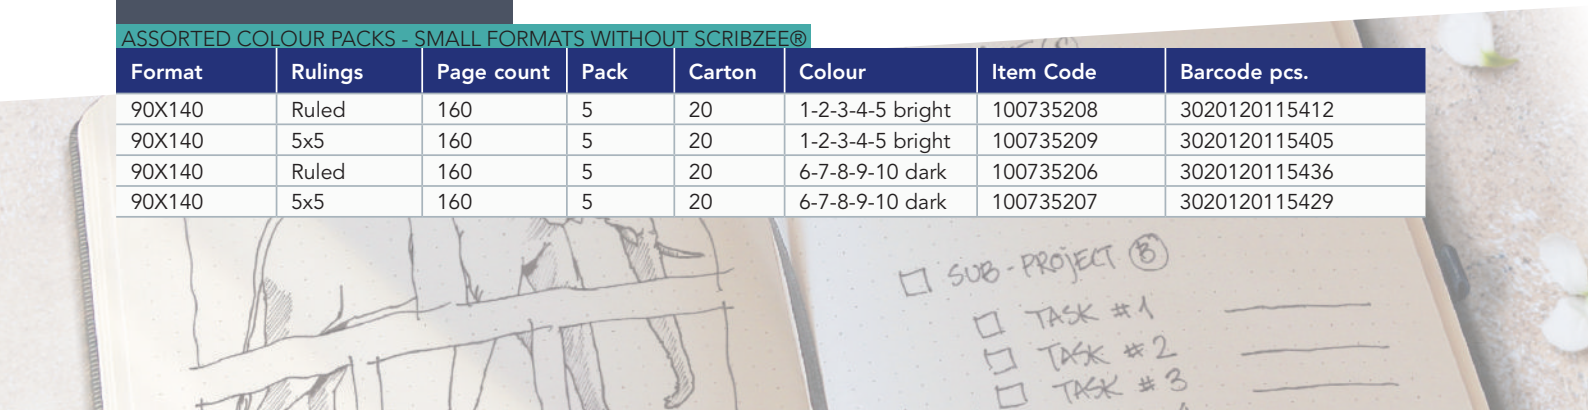 ASSORTED COLOUR PACKS - SMALL FORMATS WITHOUT SCRIBZEE®
Format Rulings Page count Pack Carton Colour Item Code Barcode pcs.
90X140 Ruled 160 5 20 1-2-3-4-5 bright 100735208 3020120115412
90X140 5x5 160 5 20 1-2-3-4-5 bright 100735209 3020120115405
90X140 Ruled 160 5 20 6-7-8-9-10 dark 100735206 3020120115436
90X140 5x5 160 5 20 6-7-8-9-10 dark 100735207 3020120115429
SUB-PROJECT B
TASK #1
TASK #2
TASK #3